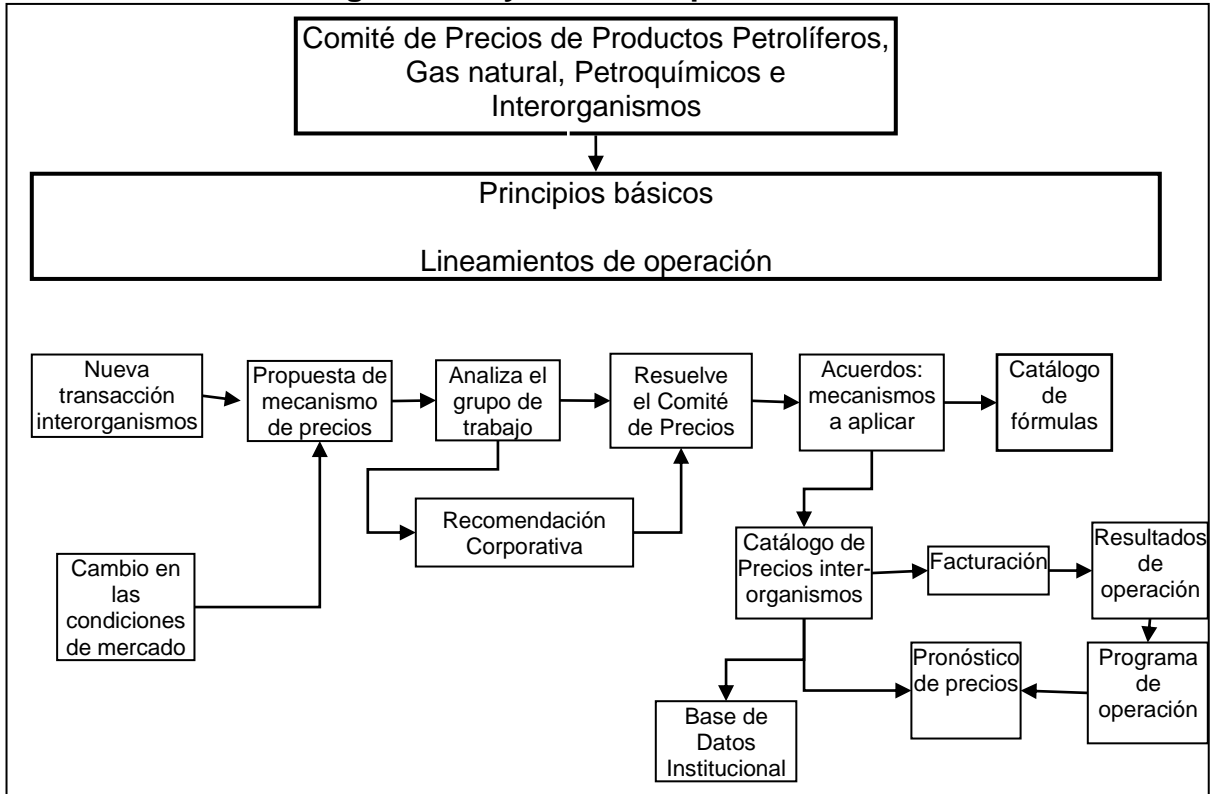 Comité de Precios de Productos Petrolíferos,
Gas natural, Petroquímicos e
Interorganismos
Principios básicos
Lineamientos de operación
Nueva
transacción
interorganismos
Propuesta de
mecanismo
de precios
Analiza el
grupo de
trabajo
Resuelve
el Comité
de Precios
Acuerdos:
mecanismos
a aplicar
Catálogo
de
fórmulas
Recomendación
Corporativa
Cambio en
las
condiciones
de mercado
Catálogo de
Precios inter-
organismos
Facturación
Resultados
de
operación
Pronóstico
de precios
Programa
de
operación
Base de
Datos
Institucional